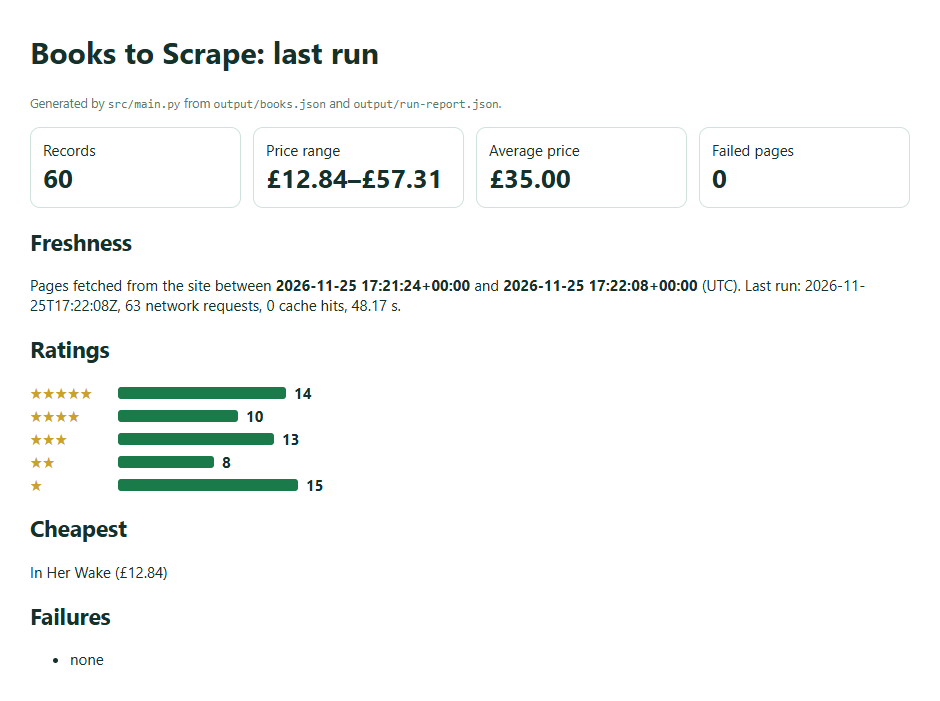 Books to Scrape: last run
Generated by src/main.py from output/books.json and output/run-report.json.
Records
60
Price range
£12.84–£57.31
Average price
£35.00
Failed pages
0
Freshness
Pages fetched from the site between 2026-11-25 17:21:24+00:00 and 2026-11-25 17:22:08+00:00 (UTC). Last run: 2026-11-
25T17:22:08Z, 63 network requests, 0 cache hits, 48.17 s.
Ratings
★★★★★ 14
★★★★ 10
★★★ 13
★★ 8
★ 15
Cheapest
In Her Wake (£12.84)
Failures
• none